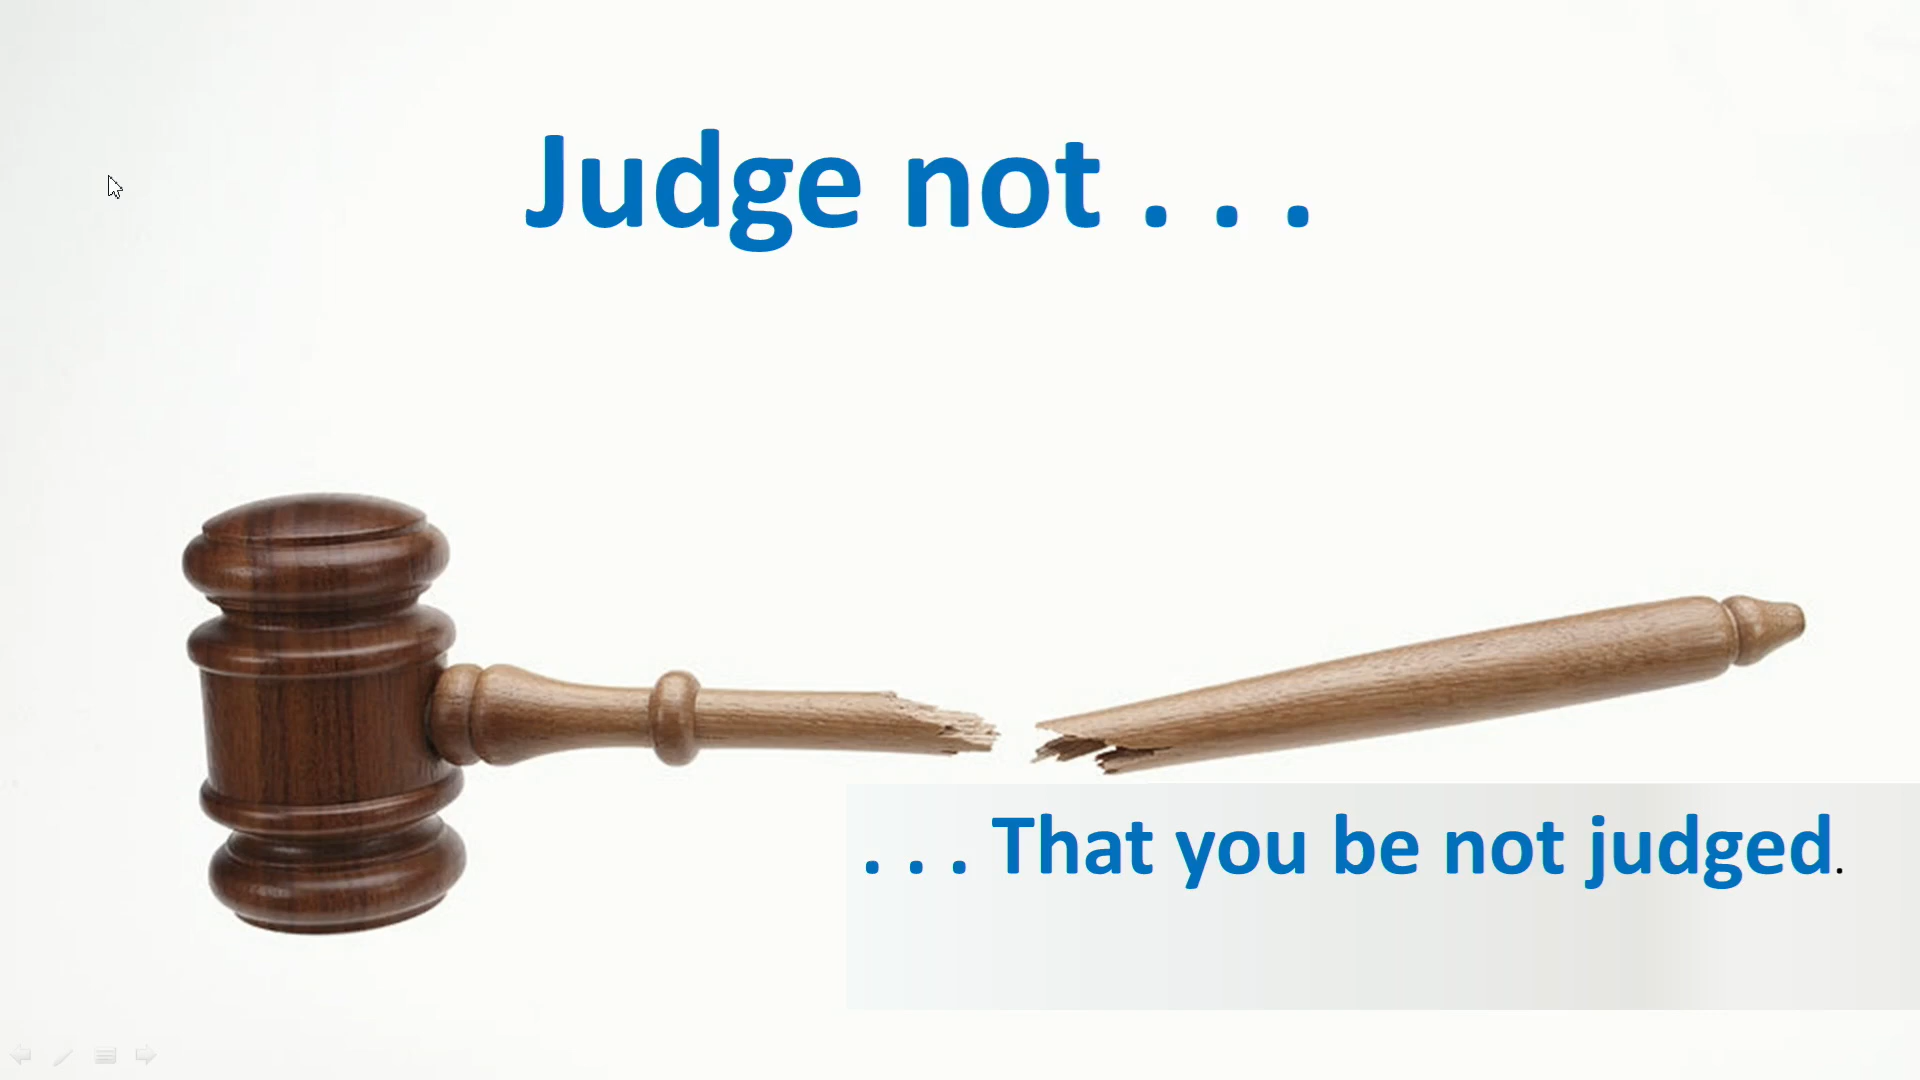 Judge not . . .
. . . That you be not judged.